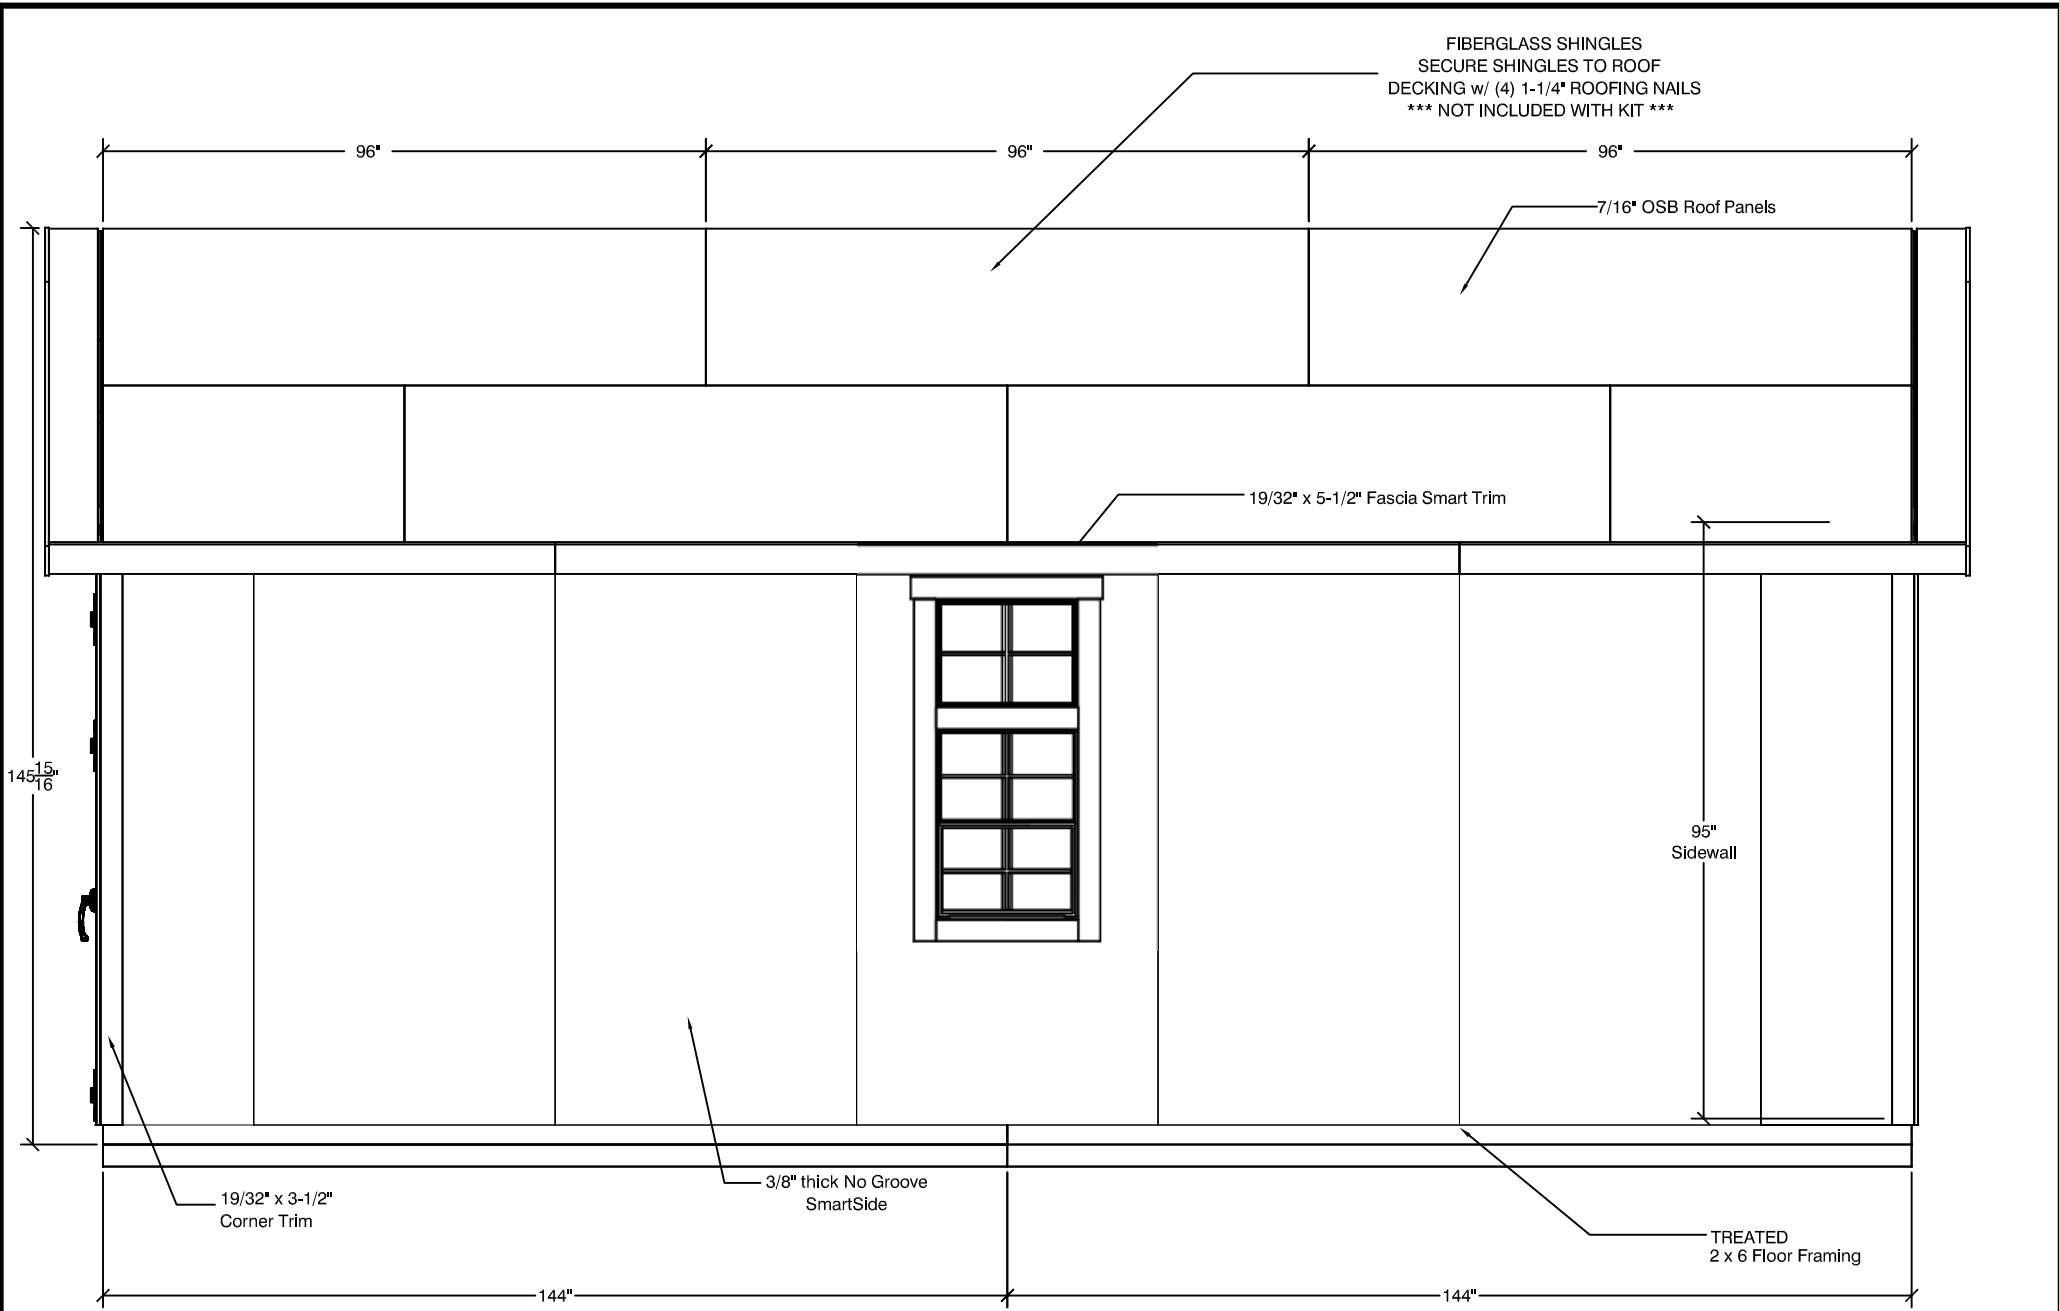 FIBERGLASS SHINGLES
SECURE SHINGLES TO ROOF
DECKING w/ (4) 1-1/4" ROOFING NAILS
*** NOT INCLUDED WITH KIT ***
96"
96"
96"
7/16" OSB Roof Panels
19/32" x 5-1/2" Fascia Smart Trim
145 15/16"
95"
Sidewall
3/8" thick No Groove
SmartSide
19/32" x 3-1/2"
Corner Trim
TREATED
2 x 6 Floor Framing
144"
144"